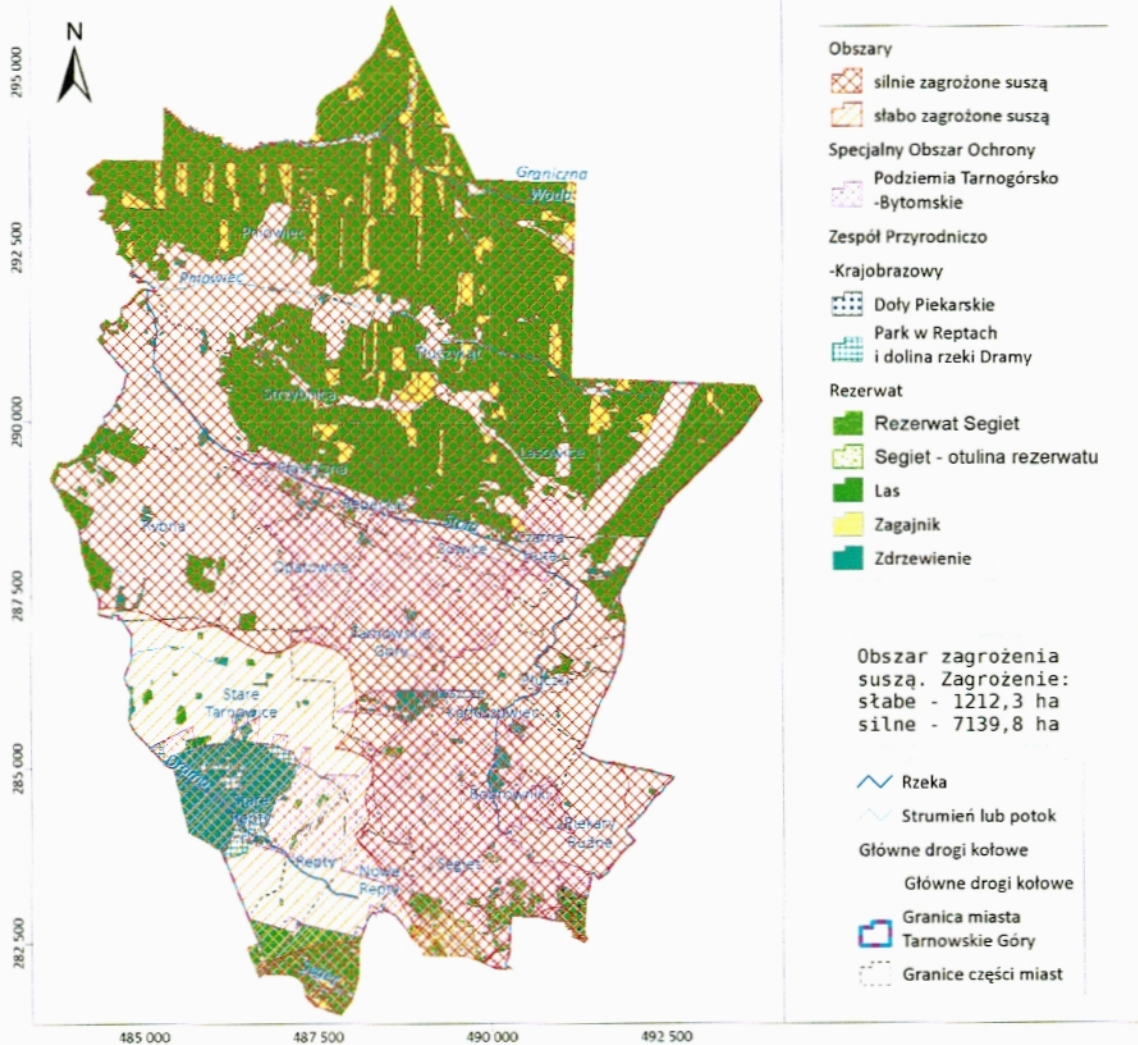 N
295 000
292 500
290 000
287 500
285 000
282 500
485 000
487 500
490 000
492 500
Graniczna
Woda
Pniowiec
Pniowiec
Strzybnica
Lasowice
Rybna
Sowice
Czarna
Huta
Opatowice
Tarnowskie
Góry
Stare
Tarnowice
Drama
Bobrowniki
Piekary
Rudne
Segiet
Repty
Nowe
Repty
Obszary
silnie zagrożone suszą
słabo zagrożone suszą
Specjalny Obszar Ochrony
Podziemia Tarnogórsko
-Bytomskie
Zespół Przyrodniczo
-Krajobrazowy
Doły Piekarskie
Park w Reptach
i dolina rzeki Dramy
Rezerwat
Rezerwat Segiet
Segiet - otulina rezerwatu
Las
Zagajnik
Zdrzewienie
Obszar zagrożenia
suszą. Zagrożenie:
słabe - 1212,3 ha
silne - 7139,8 ha
Rzeka
Strumień lub potok
Główne drogi kołowe
Główne drogi kołowe
Granica miasta
Tarnowskie Góry
Granice części miast